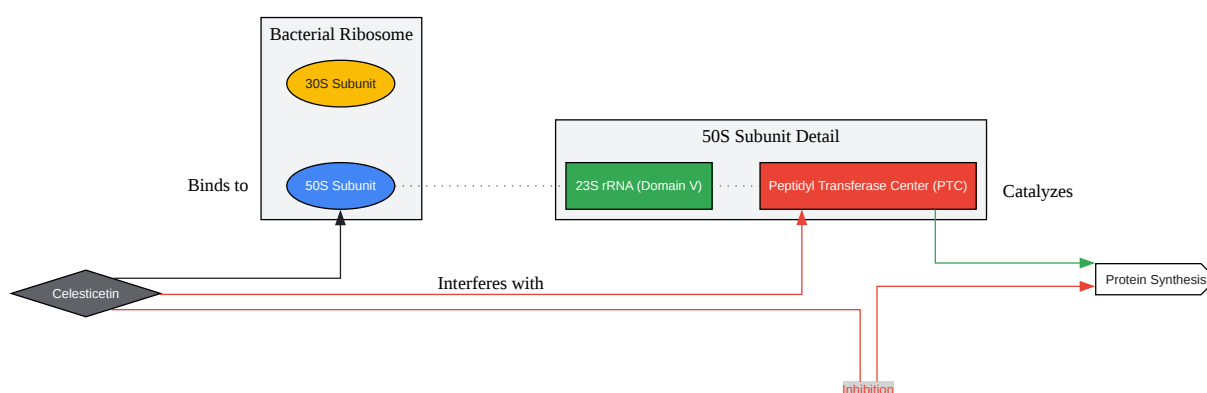 Bacterial Ribosome
30S Subunit
50S Subunit Detail
Binds to
50S Subunit
23S rRNA (Domain V)
Peptidyl Transferase Center (PTC)
Catalyzes
Celesticetin
Interferes with
Protein Synthesis
Inhibition